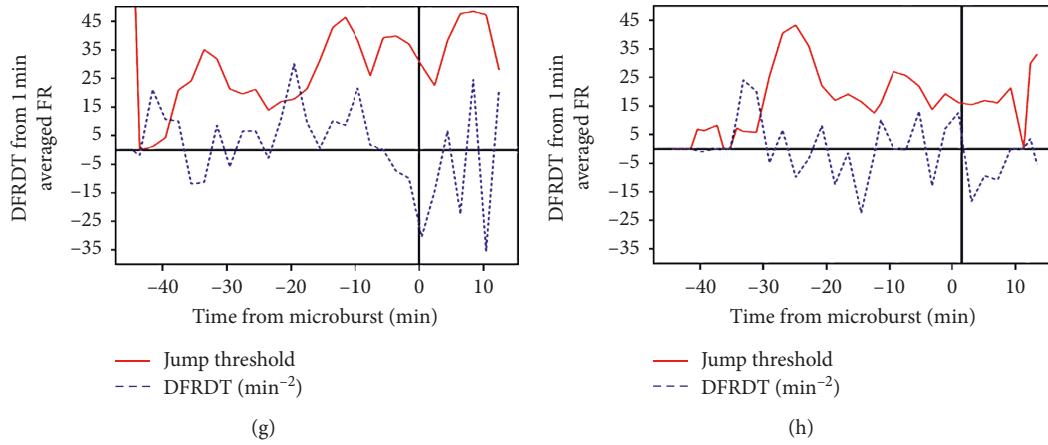 45
35
25
15
5
−5
−15
−25
−35
DFRDT from 1 min
averaged FR
−40 −30 −20 −10 0 10
Time from microburst (min)
Jump threshold
DFRDT (min⁻²)
(g)
45
35
25
15
5
−5
−15
−25
−35
DFRDT from 1 min
averaged FR
−40 −30 −20 −10 0 10
Time from microburst (min)
Jump threshold
DFRDT (min⁻²)
(h)